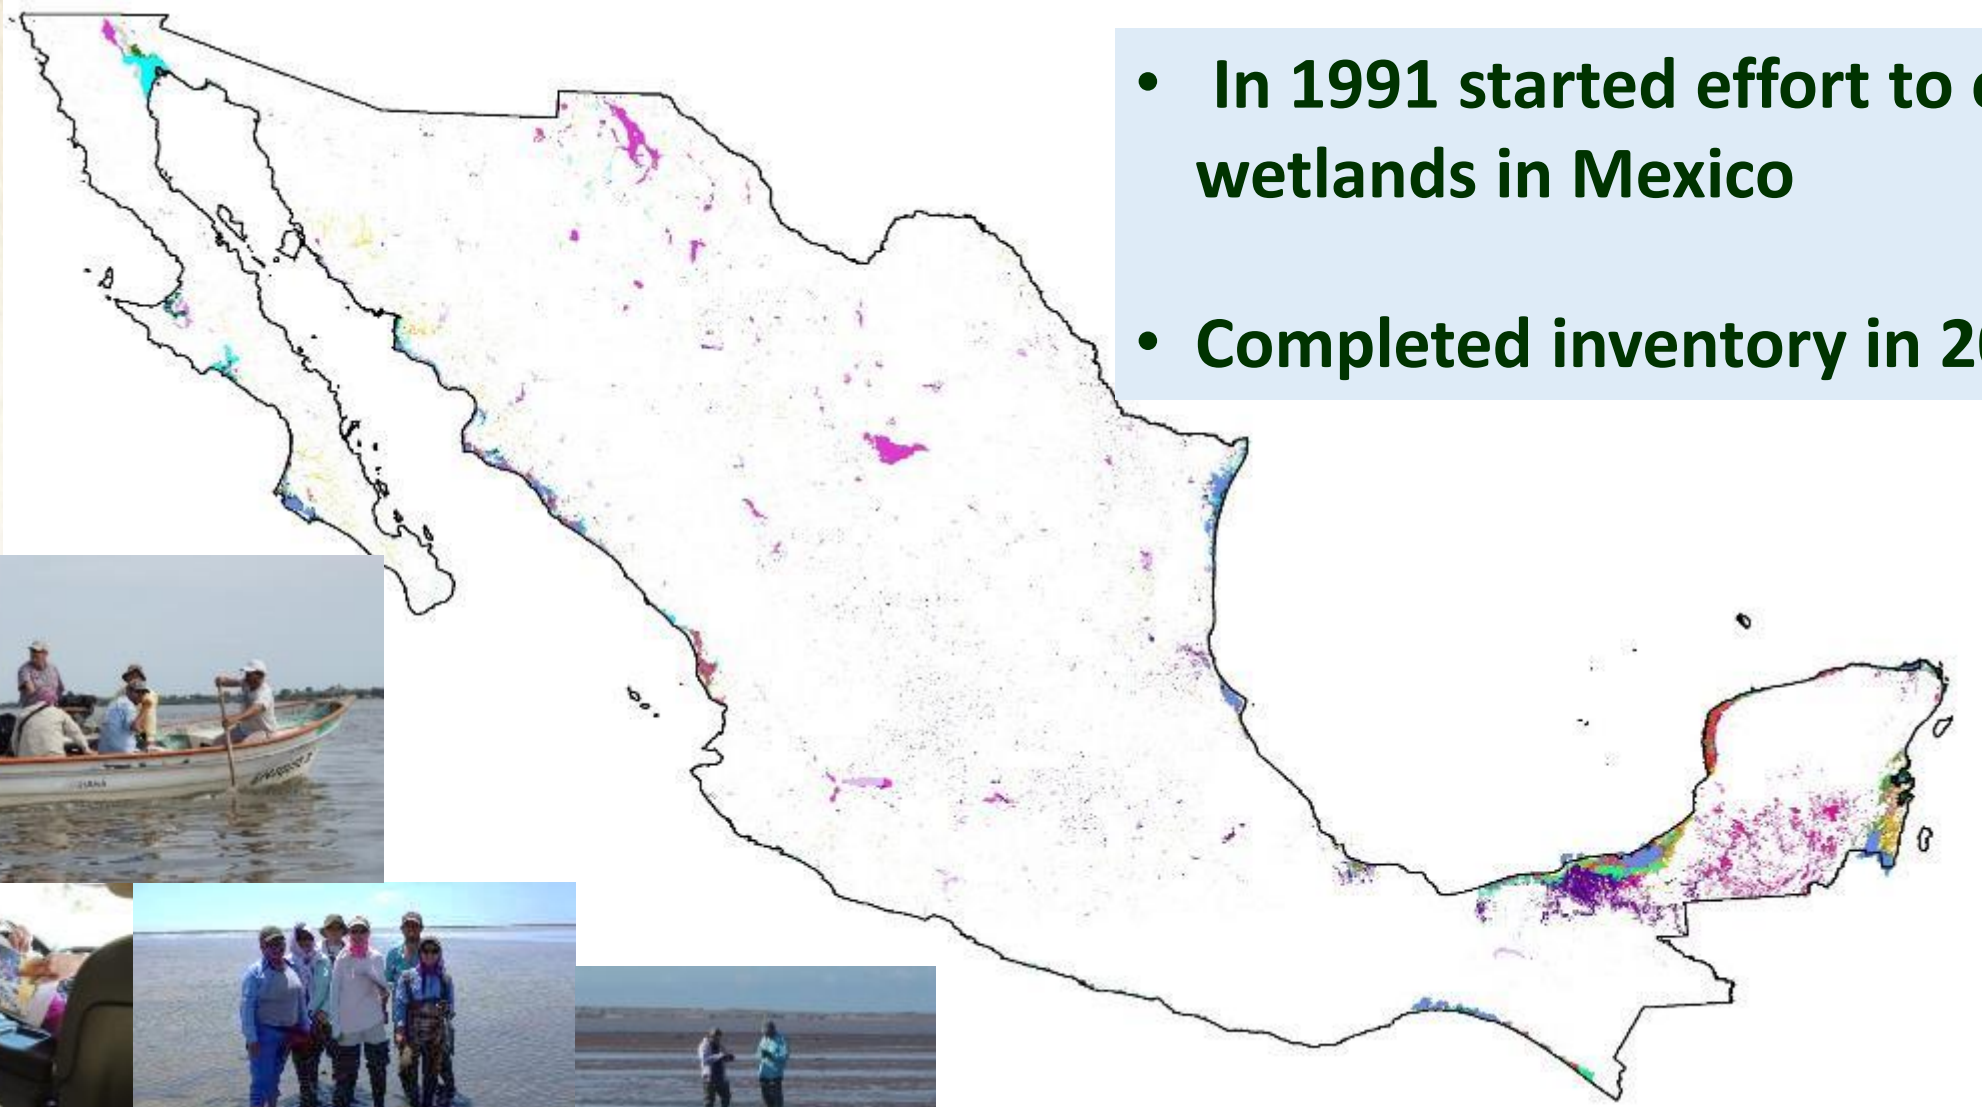 • In 1991 started effort to
wetlands in Mexico
• Completed inventory in